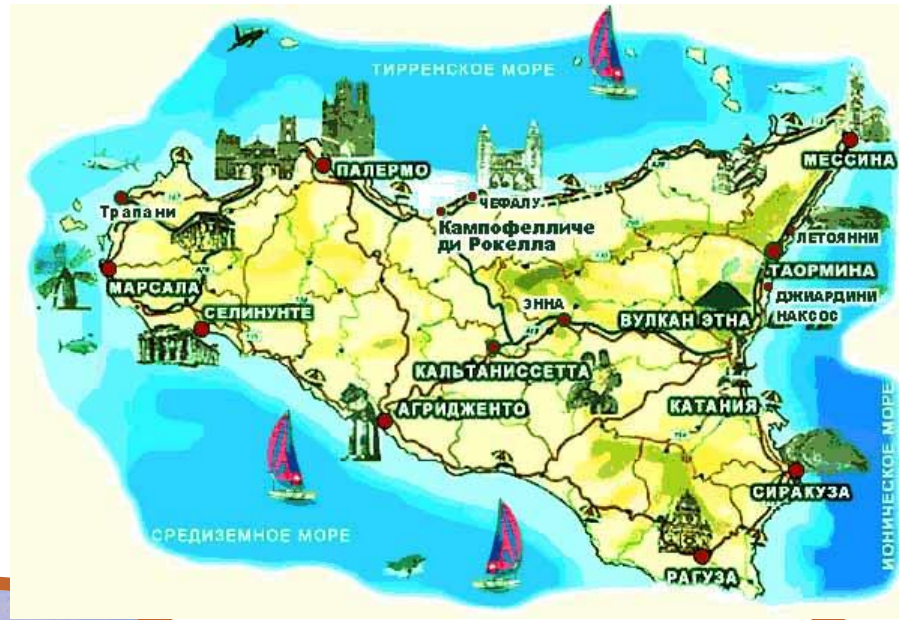 ТИРРЕНСКОЕ МОРЕ
МЕССИНА
ПАЛЕРМО
ЧЕФАЛУ
Трапани
Кампофелличе
ди Рокелла
ЛЕТОЯННИ
ТАОРМИНА
МАРСАЛА
ДЖИАРДИНИ
НАКСОС
СЕЛИНУНТЕ
ЭННА
ВУЛКАН ЭТНА
КАЛЬТАНИССЕТТА
АГРИДЖЕНТО
КАТАНИЯ
ИОНИЧЕСКОЕ МОРЕ
СИРАКУЗА
СРЕДИЗЕМНОЕ МОРЕ
РАГУЗА